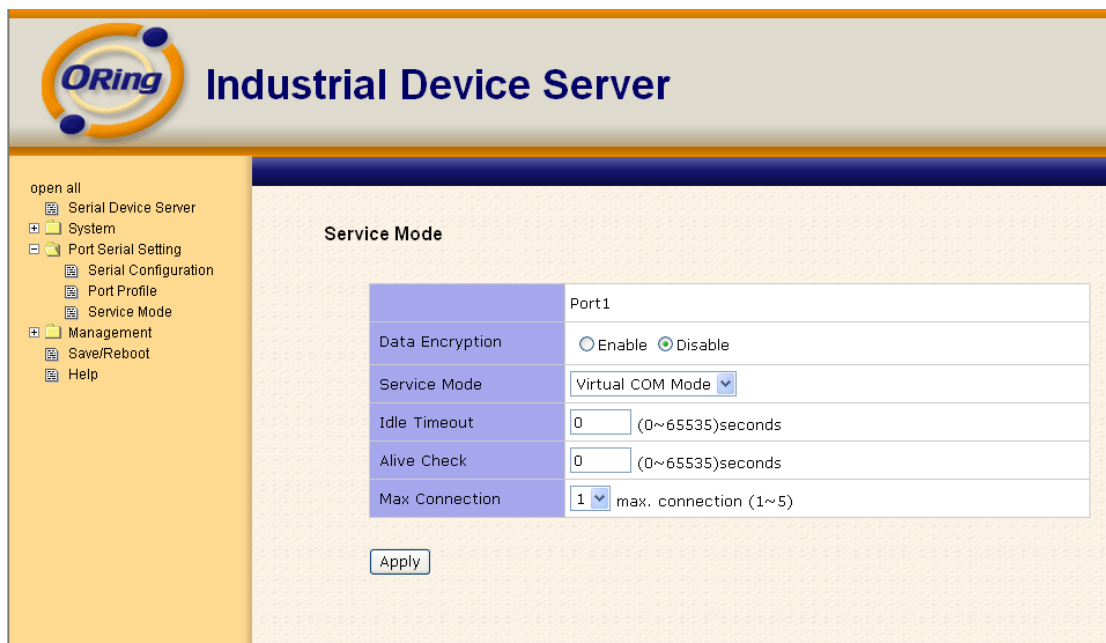 ORing
Industrial Device Server
open all
Serial Device Server
System
Port Serial Setting
Serial Configuration
Port Profile
Service Mode
Management
Save/Reboot
Help
Service Mode
Port1
Data Encryption Enable Disable
Service Mode Virtual COM Mode
Idle Timeout 0 (0~65535)seconds
Alive Check 0 (0~65535)seconds
Max Connection 1 max. connection (1~5)
Apply